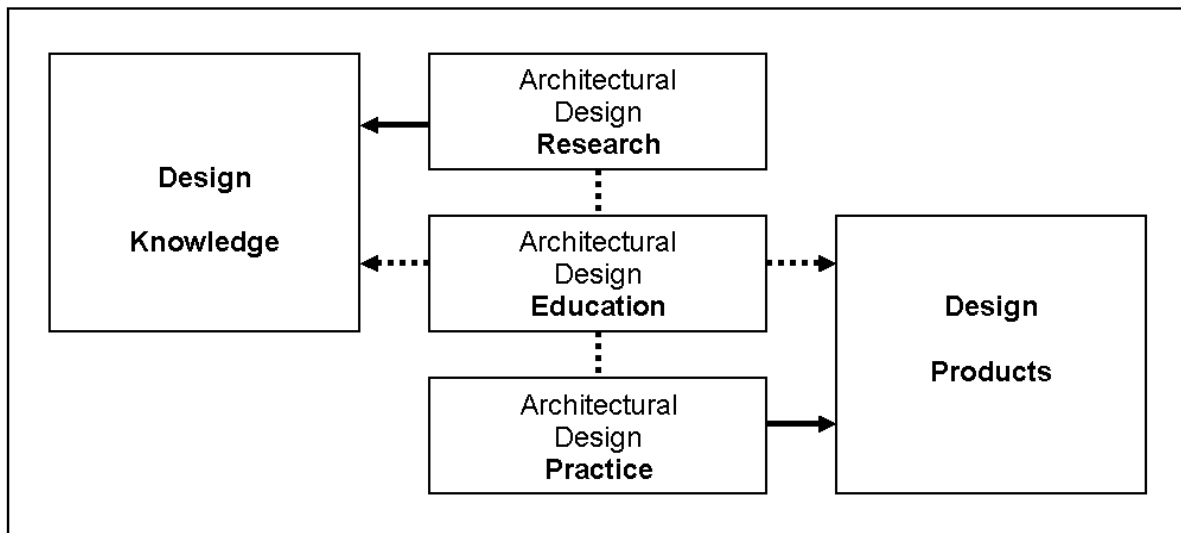 Design
Knowledge
Architectural
Design
Research
Architectural
Design
Education
Architectural
Design
Practice
Design
Products